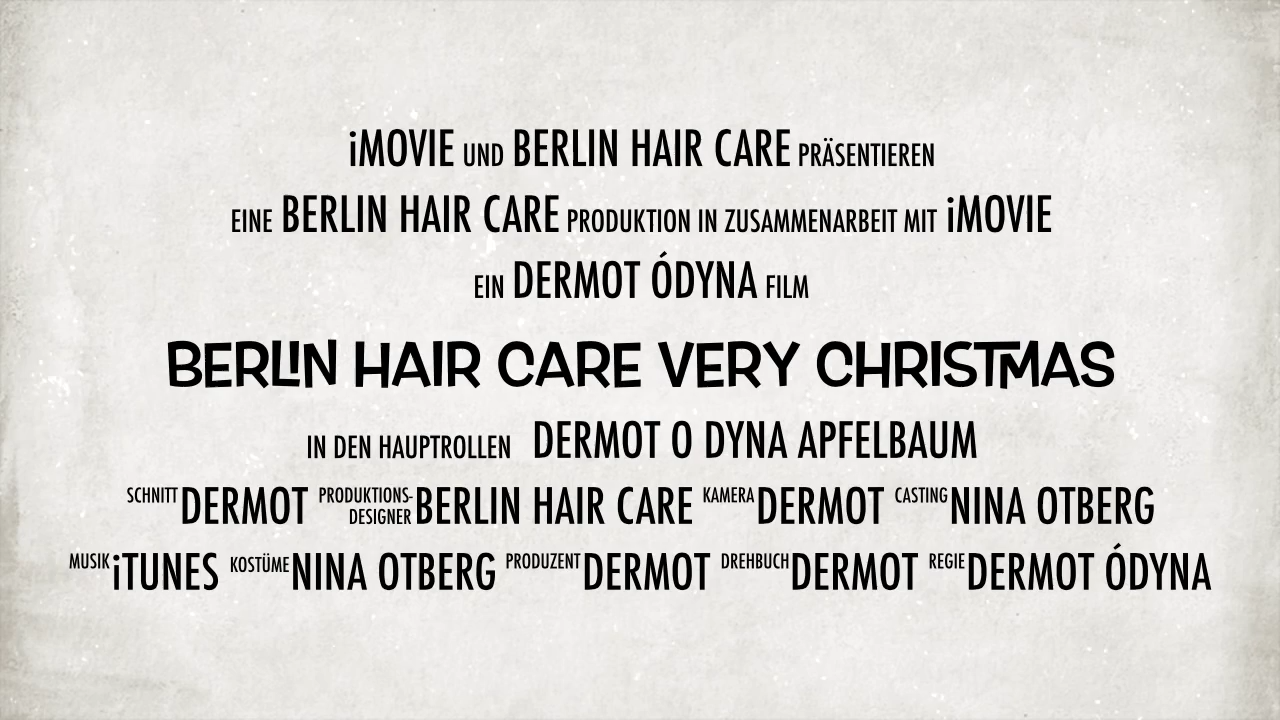 iMOVIE UND BERLIN HAIR CARE PRÄSENTIEREN
EINE BERLIN HAIR CARE PRODUKTION IN ZUSAMMENARBEIT MIT iMOVIE
EIN DERMOT ÓDYNA FILM
BERLIN HAIR CARE VERY CHRISTMAS
IN DEN HAUPTROLLEN DERMOT O DYNA APFELBAUM
SCHNITT DERMOT PRODUKTIONS-DESIGNER BERLIN HAIR CARE KAMERA DERMOT CASTING NINA OTBERG
MUSIK iTUNES KOSTÜME NINA OTBERG PRODUZENT DERMOT DREHBUCH DERMOT REGIE DERMOT ÓDYNA